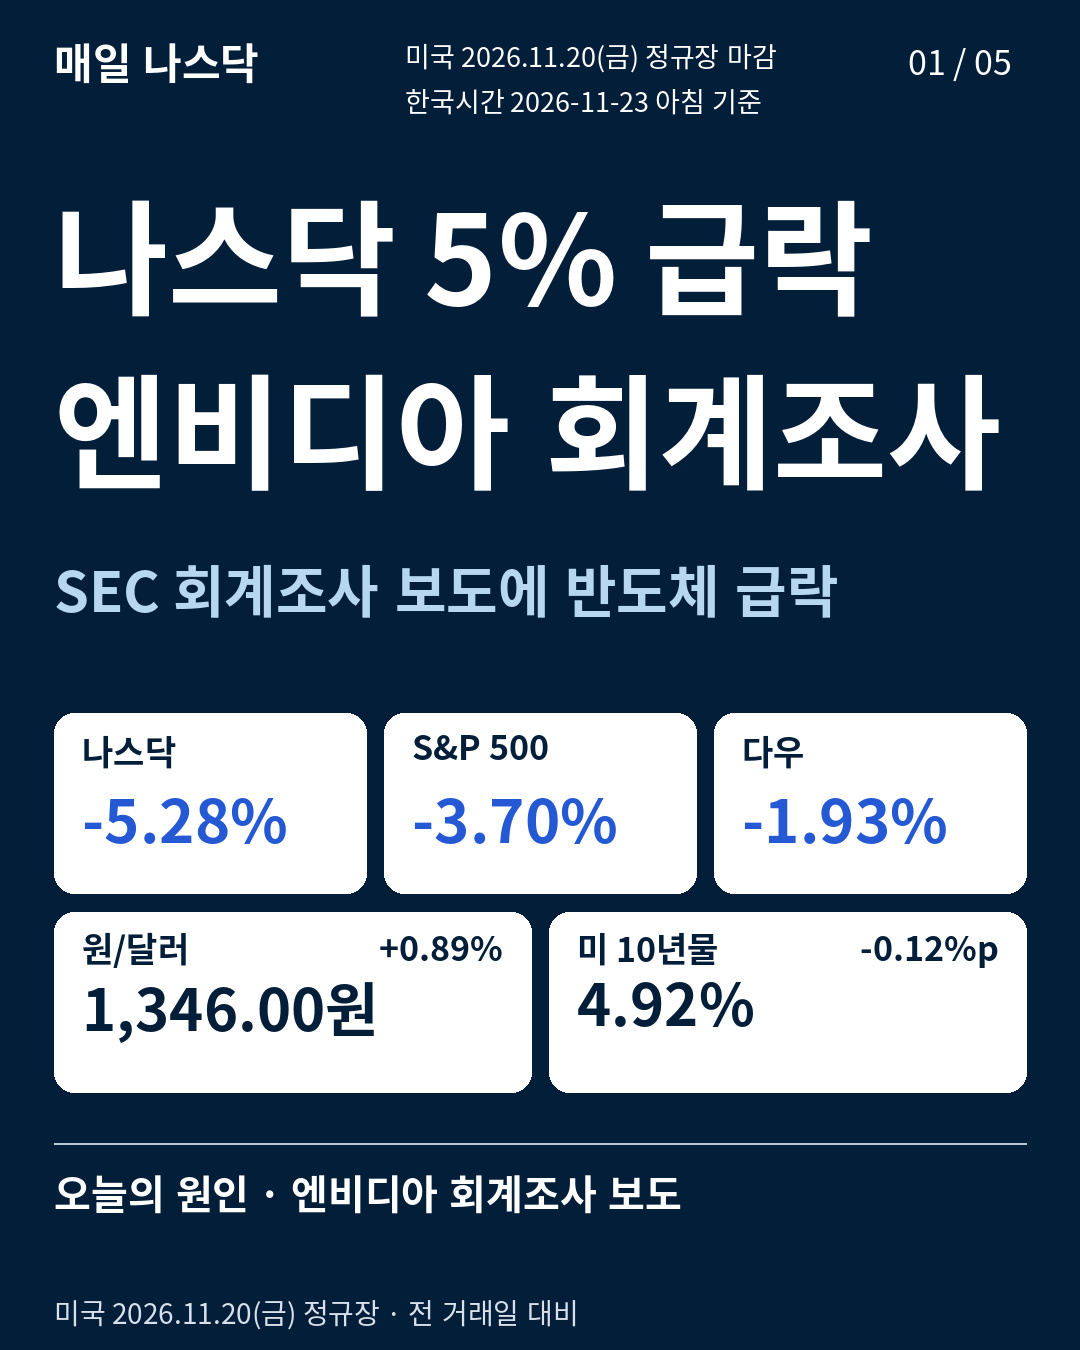 매일 나스닥
미국 2026.11.20(금) 정규장 마감
한국시간 2026-11-23 아침 기준
01 / 05
나스닥 5% 급락
엔비디아 회계조사
SEC 회계조사 보도에 반도체 급락
나스닥
-5.28%
S&P 500
-3.70%
다우
-1.93%
원/달러 +0.89%
1,346.00원
미 10년물 -0.12%p
4.92%
오늘의 원인 · 엔비디아 회계조사 보도
미국 2026.11.20(금) 정규장 · 전 거래일 대비